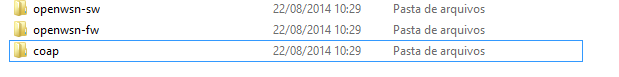 openwsn-sw 22/08/2014 10:29 Pasta de arquivos
openwsn-fw 22/08/2014 10:29 Pasta de arquivos
coap 22/08/2014 10:29 Pasta de arquivos